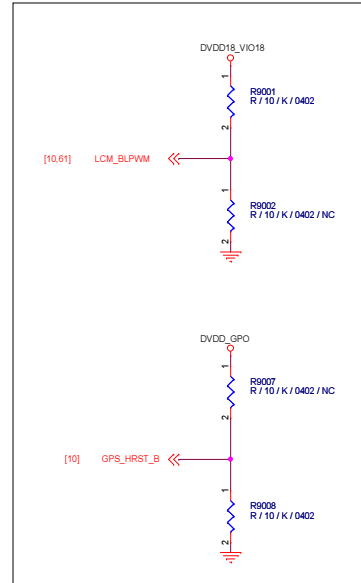 DVDD18_VIO18
1
R9001
R / 10 / K / 0402
2
[10,61] LCM_BLPWM
1
R9002
R / 10 / K / 0402 / NC
2
DVDD_GPO
1
R9007
R / 10 / K / 0402 / NC
2
[10] GPS_HRST_B
1
R9008
R / 10 / K / 0402
2